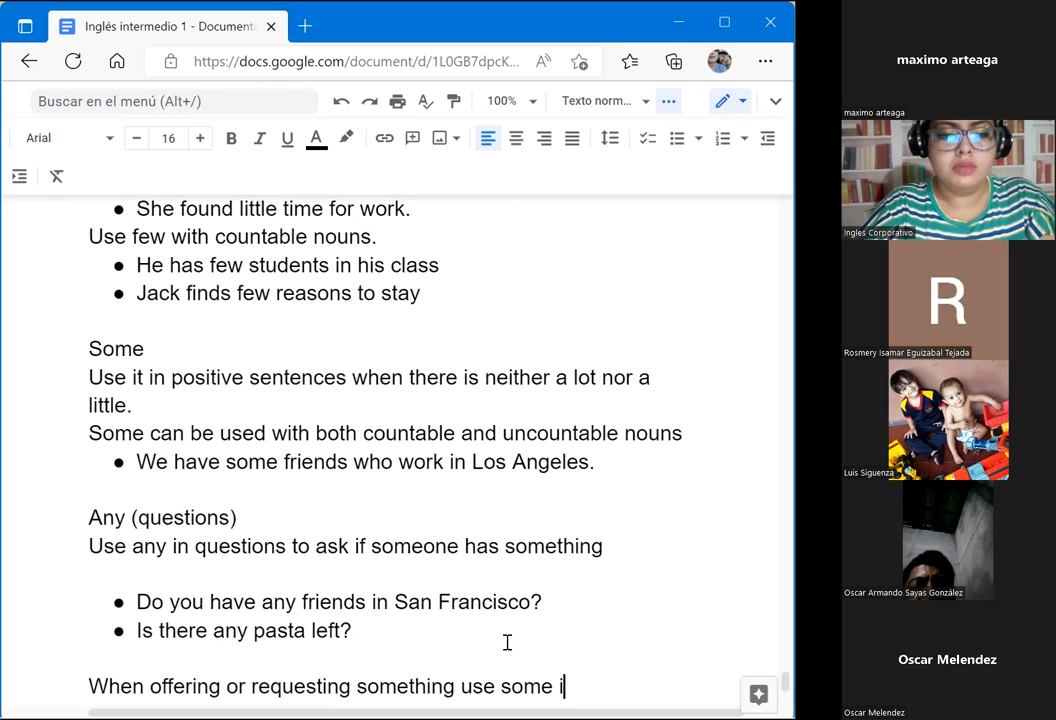 Inglés intermedio 1 - Documento
https://docs.google.com/document/d/1L0GB7dpcK...
Buscar en el menú (Alt+/)
100%
Texto norm...
Arial
16
B I U A
She found little time for work.
Use few with countable nouns.
He has few students in his class
Jack finds few reasons to stay
Some
Use it in positive sentences when there is neither a lot nor a
little.
Some can be used with both countable and uncountable nouns
We have some friends who work in Los Angeles.
Any (questions)
Use any in questions to ask if someone has something
Do you have any friends in San Francisco?
Is there any pasta left?
When offering or requesting something use some i
maximo arteaga
maximo arteaga
Ingles Corporativo
R
Rosmery Isamar Eguizabal Tejada
Luis Siguenza
Oscar Armando Sayas González
Oscar Melendez
Oscar Melendez